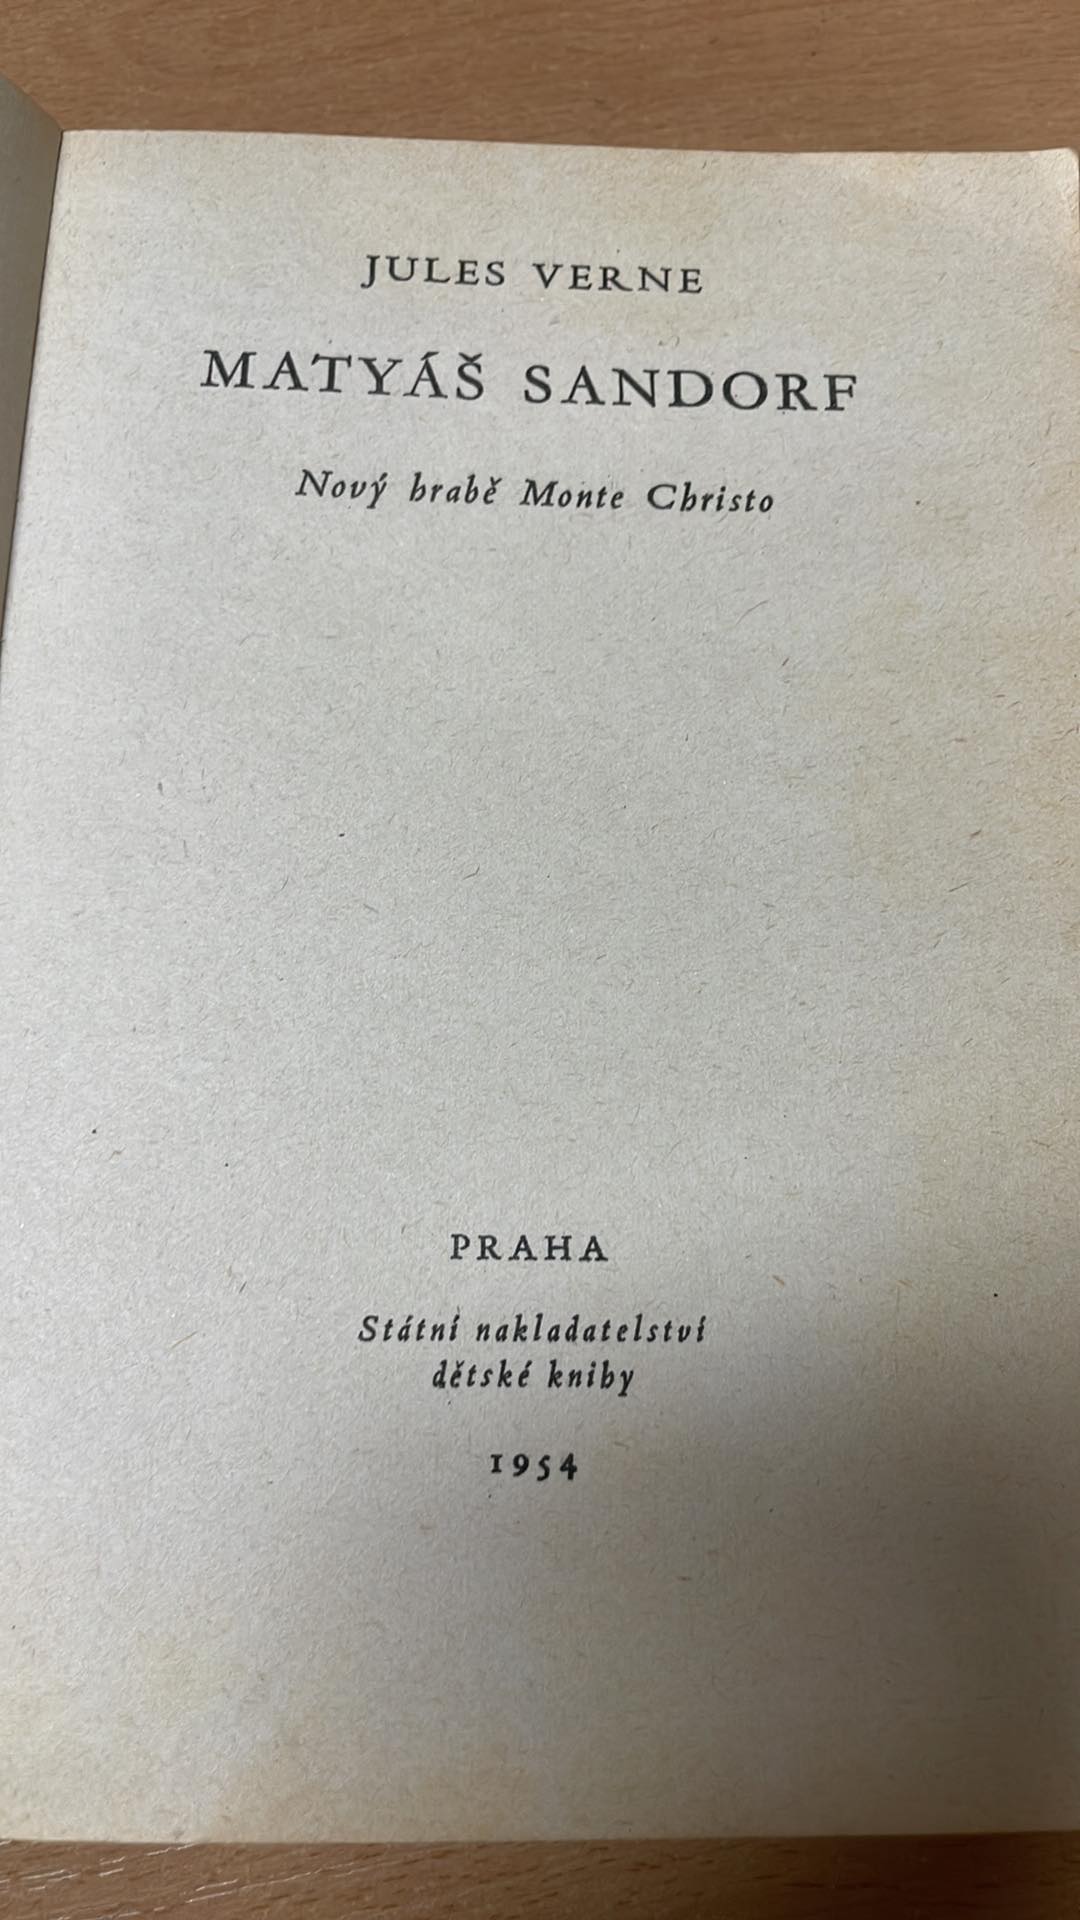 JULES VERNE
MATYÁŠ SANDORF
Nový hrabě Monte Christo
PRAHA
Státní nakladatelství
dětské knihy
1954